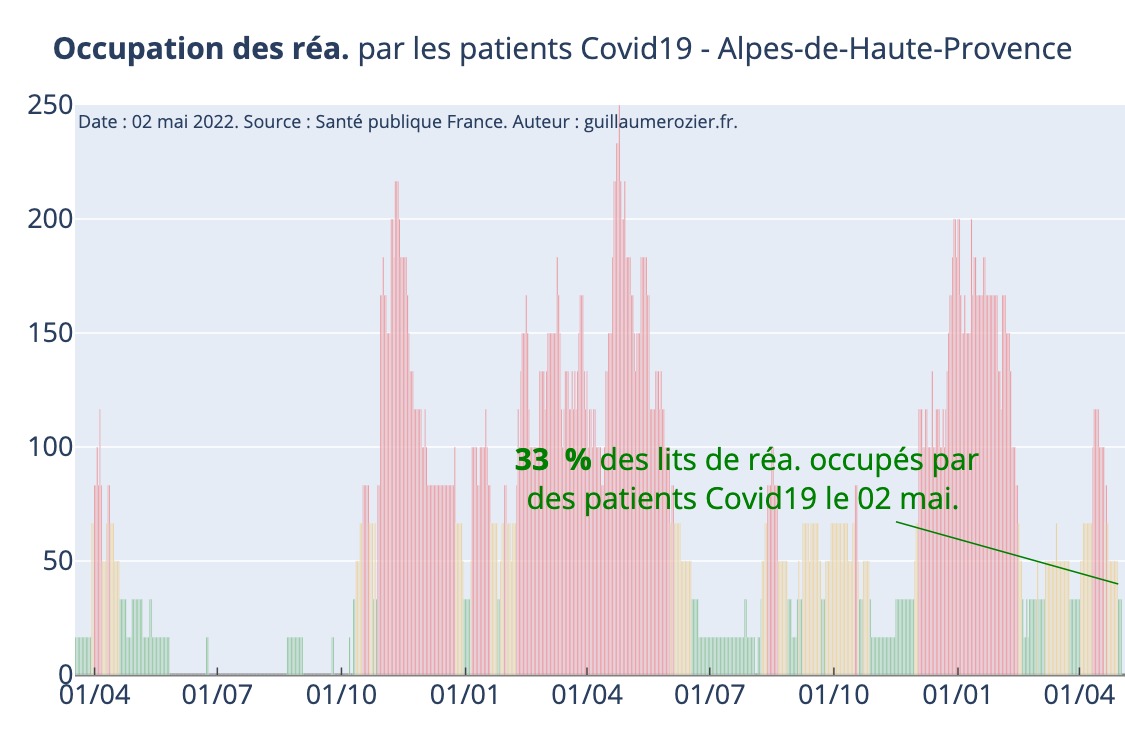 Occupation des réa. par les patients Covid19 - Alpes-de-Haute-Provence
250
Date : 02 mai 2022. Source : Santé publique France. Auteur : guillaumerozier.fr.
200
150
100
33 % des lits de réa. occupés par
des patients Covid19 le 02 mai.
50
0
01/04 01/07 01/10 01/01 01/04 01/07 01/10 01/01 01/04